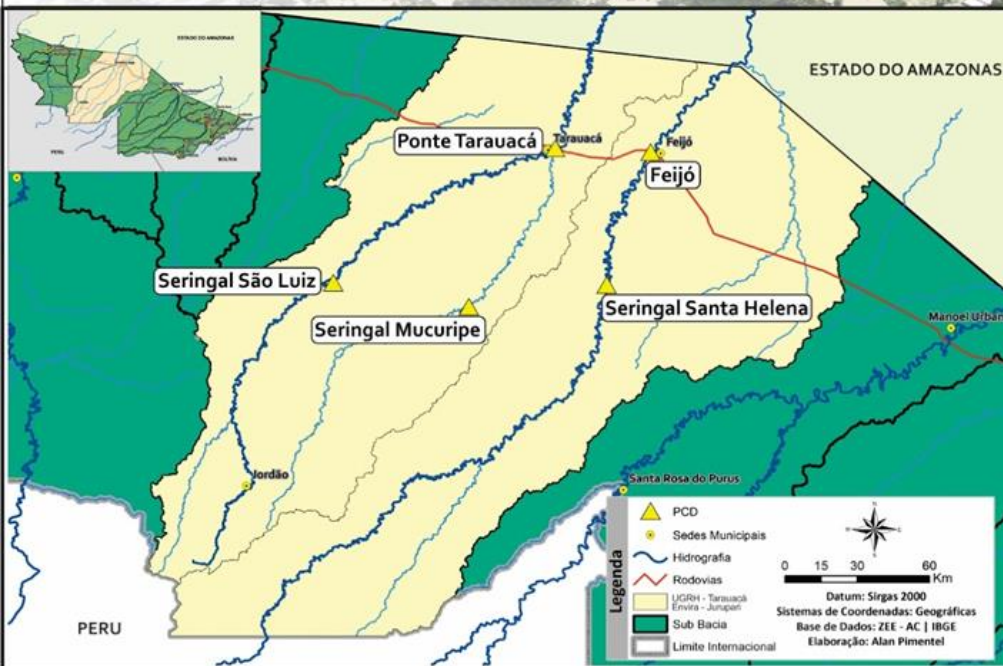 ESTADO DO AMAZONAS
PERU
BOLÍVIA
ESTADO DO AMAZONAS
Ponte Tarauacá
Tarauacá
Feijó
Feijó
Seringal São Luiz
Seringal Mucuripe
Seringal Santa Helena
Manoel Urban
Jordão
Santa Rosa do Purus
PERU
Legenda
PCD
Sedes Municipais
Hidrografia
Rodovias
UGRH - Tarauacá
Envira - Jurupari
Sub Bacia
Limite Internacional
N
0 15 30 60
Km
Datum: Sirgas 2000
Sistemas de Coordenadas: Geográficas
Base de Dados: ZEE - AC | IBGE
Elaboração: Alan Pimentel